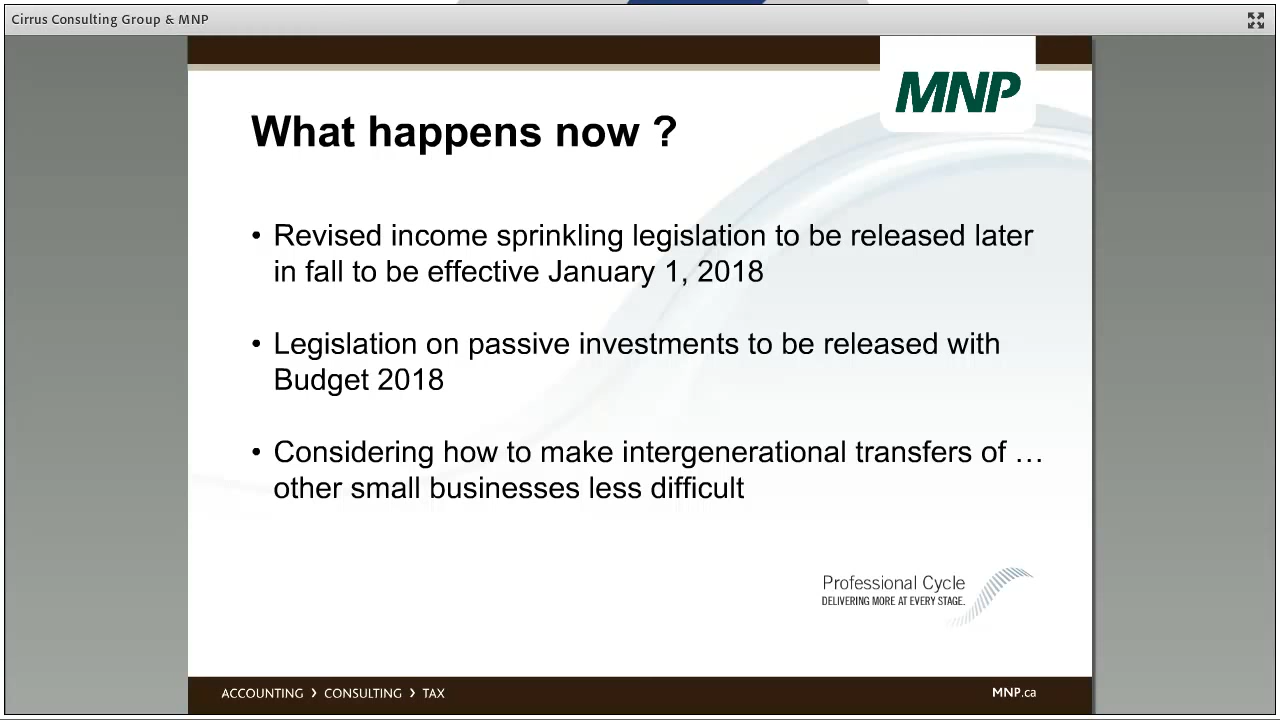 Cirrus Consulting Group & MNP
MNP
What happens now ?
• Revised income sprinkling legislation to be released later
in fall to be effective January 1, 2018
• Legislation on passive investments to be released with
Budget 2018
• Considering how to make intergenerational transfers of …
other small businesses less difficult
Professional Cycle
DELIVERING MORE AT EVERY STAGE.
ACCOUNTING › CONSULTING › TAX
MNP.ca